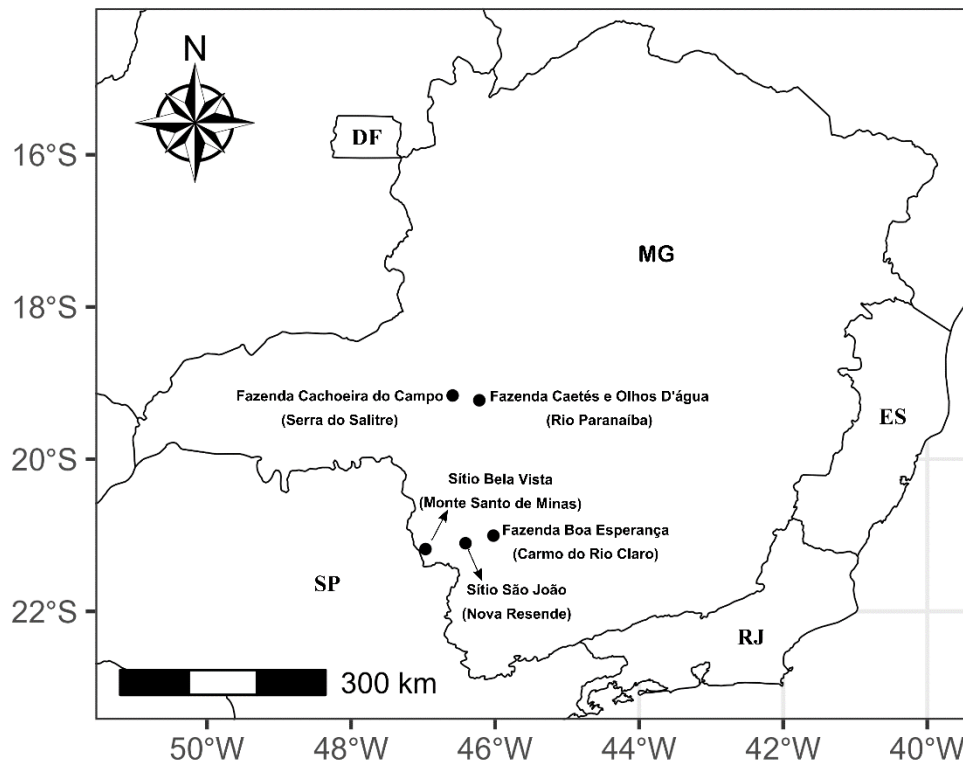 N
DF
16°S
MG
18°S
Fazenda Cachoeira do Campo
(Serra do Salitre)
Fazenda Caetés e Olhos D'água
(Rio Paranaíba)
ES
20°S
Sítio Bela Vista
(Monte Santo de Minas)
Fazenda Boa Esperança
(Carmo do Rio Claro)
SP
Sítio São João
(Nova Resende)
22°S
RJ
300 km
50°W 48°W 46°W 44°W 42°W 40°W